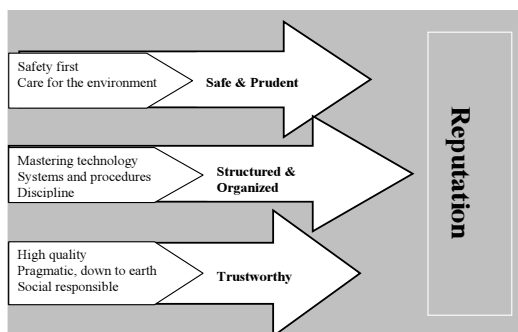 Safety first
Care for the environment
Safe & Prudent
Mastering technology
Systems and procedures
Discipline
Structured &
Organized
High quality
Pragmatic, down to earth
Social responsible
Trustworthy
Reputation